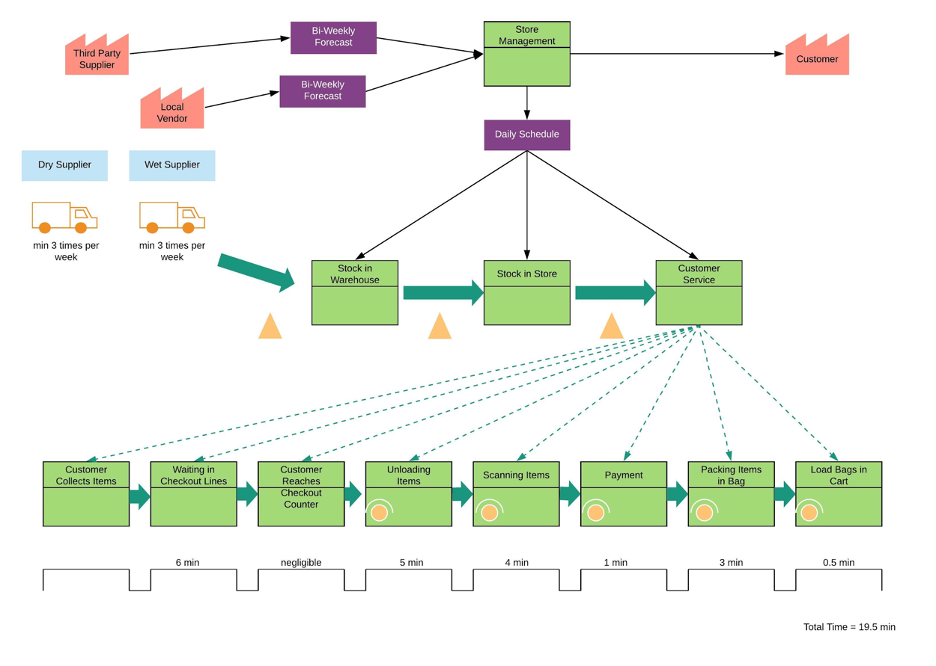 Third Party
Supplier
Bi-Weekly
Forecast
Store
Management
Customer
Local
Vendor
Bi-Weekly
Forecast
Daily Schedule
Dry Supplier
Wet Supplier
min 3 times per
week
min 3 times per
week
Stock in
Warehouse
Stock in Store
Customer
Service
Customer
Collects Items
Waiting in
Checkout Lines
Customer
Reaches
Checkout
Counter
Unloading
Items
Scanning Items
Payment
Packing Items
in Bag
Load Bags in
Cart
6 min
negligible
5 min
4 min
1 min
3 min
0.5 min
Total Time = 19.5 min